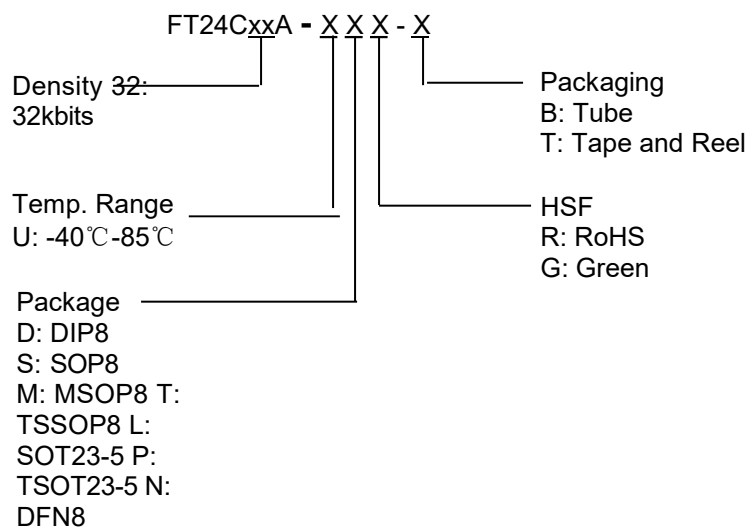 FT24CxxA - X X X - X
Density 32:
32kbits
Packaging
B: Tube
T: Tape and Reel
Temp. Range
U: -40℃-85℃
HSF
R: RoHS
G: Green
Package
D: DIP8
S: SOP8
M: MSOP8 T:
TSSOP8 L:
SOT23-5 P:
TSOT23-5 N:
DFN8